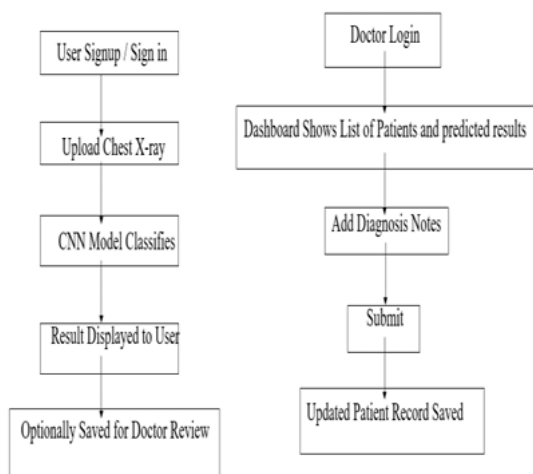 User Signup / Sign in
Upload Chest X-ray
CNN Model Classifies
Result Displayed to User
Optionally Saved for Doctor Review
Doctor Login
Dashboard Shows List of Patients and predicted results
Add Diagnosis Notes
Submit
Updated Patient Record Saved